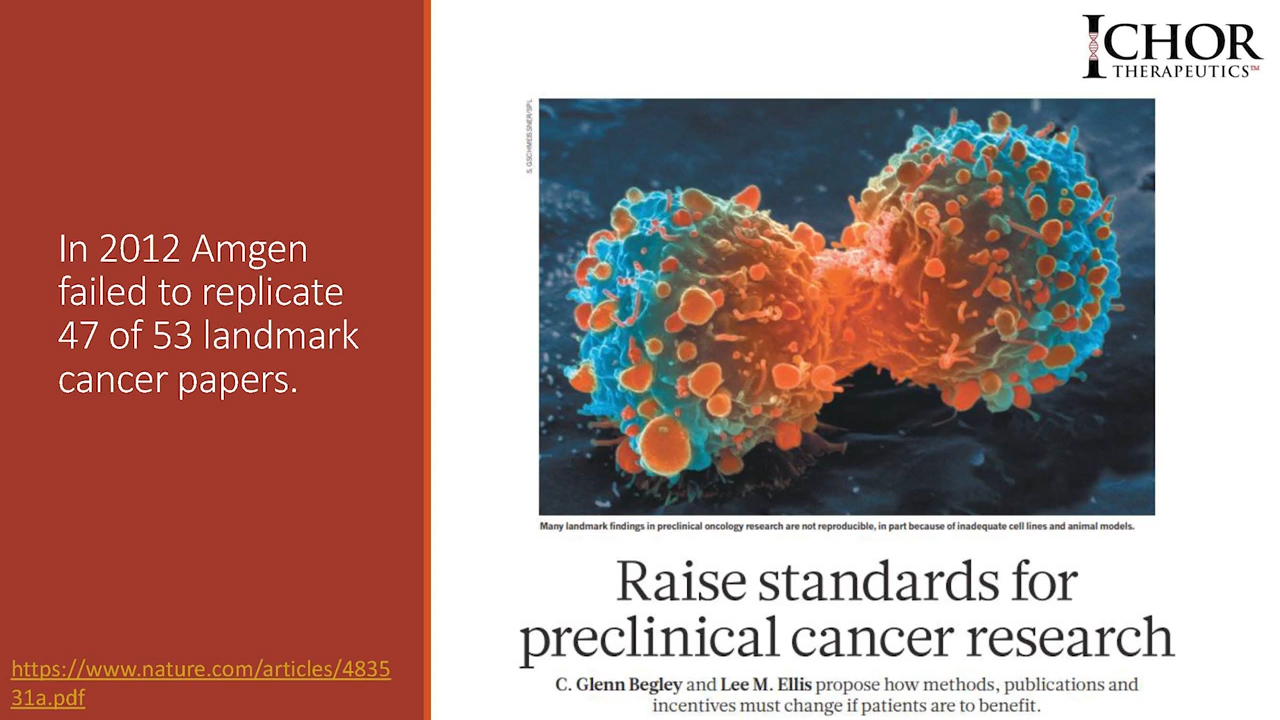 In 2012 Amgen
failed to replicate
47 of 53 landmark
cancer papers.
https://www.nature.com/articles/4835
31a.pdf
ICHOR
THERAPEUTICS™
S. GSCHMEISSNER/SPL
Many landmark findings in preclinical oncology research are not reproducible, in part because of inadequate cell lines and animal models.
Raise standards for
preclinical cancer research
C. Glenn Begley and Lee M. Ellis propose how methods, publications and
incentives must change if patients are to benefit.